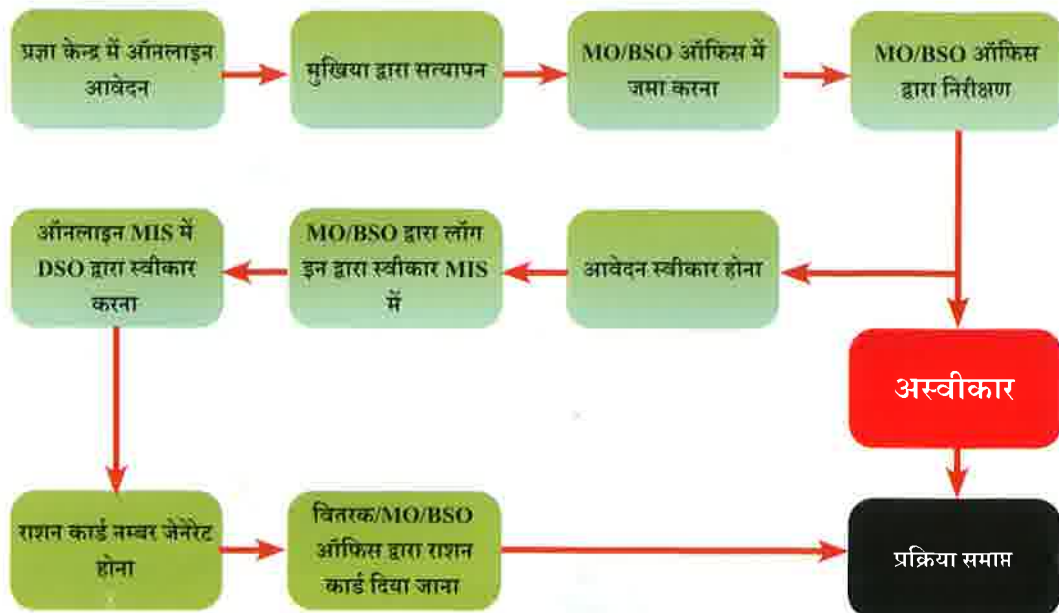 प्रज्ञा केन्द्र में ऑनलाइन
आवेदन
मुखिया द्वारा सत्यापन
MO/BSO ऑफिस में
जमा करना
MO/BSO ऑफिस
द्वारा निरीक्षण
ऑनलाइन MIS में
DSO द्वारा स्वीकार
करना
MO/BSO द्वारा लॉग
इन द्वारा स्वीकार MIS
में
आवेदन स्वीकार होना
अस्वीकार
राशन कार्ड नम्बर जेनेरेट
होना
वितरक/MO/BSO
ऑफिस द्वारा राशन
कार्ड दिया जाना
प्रक्रिया समाप्त